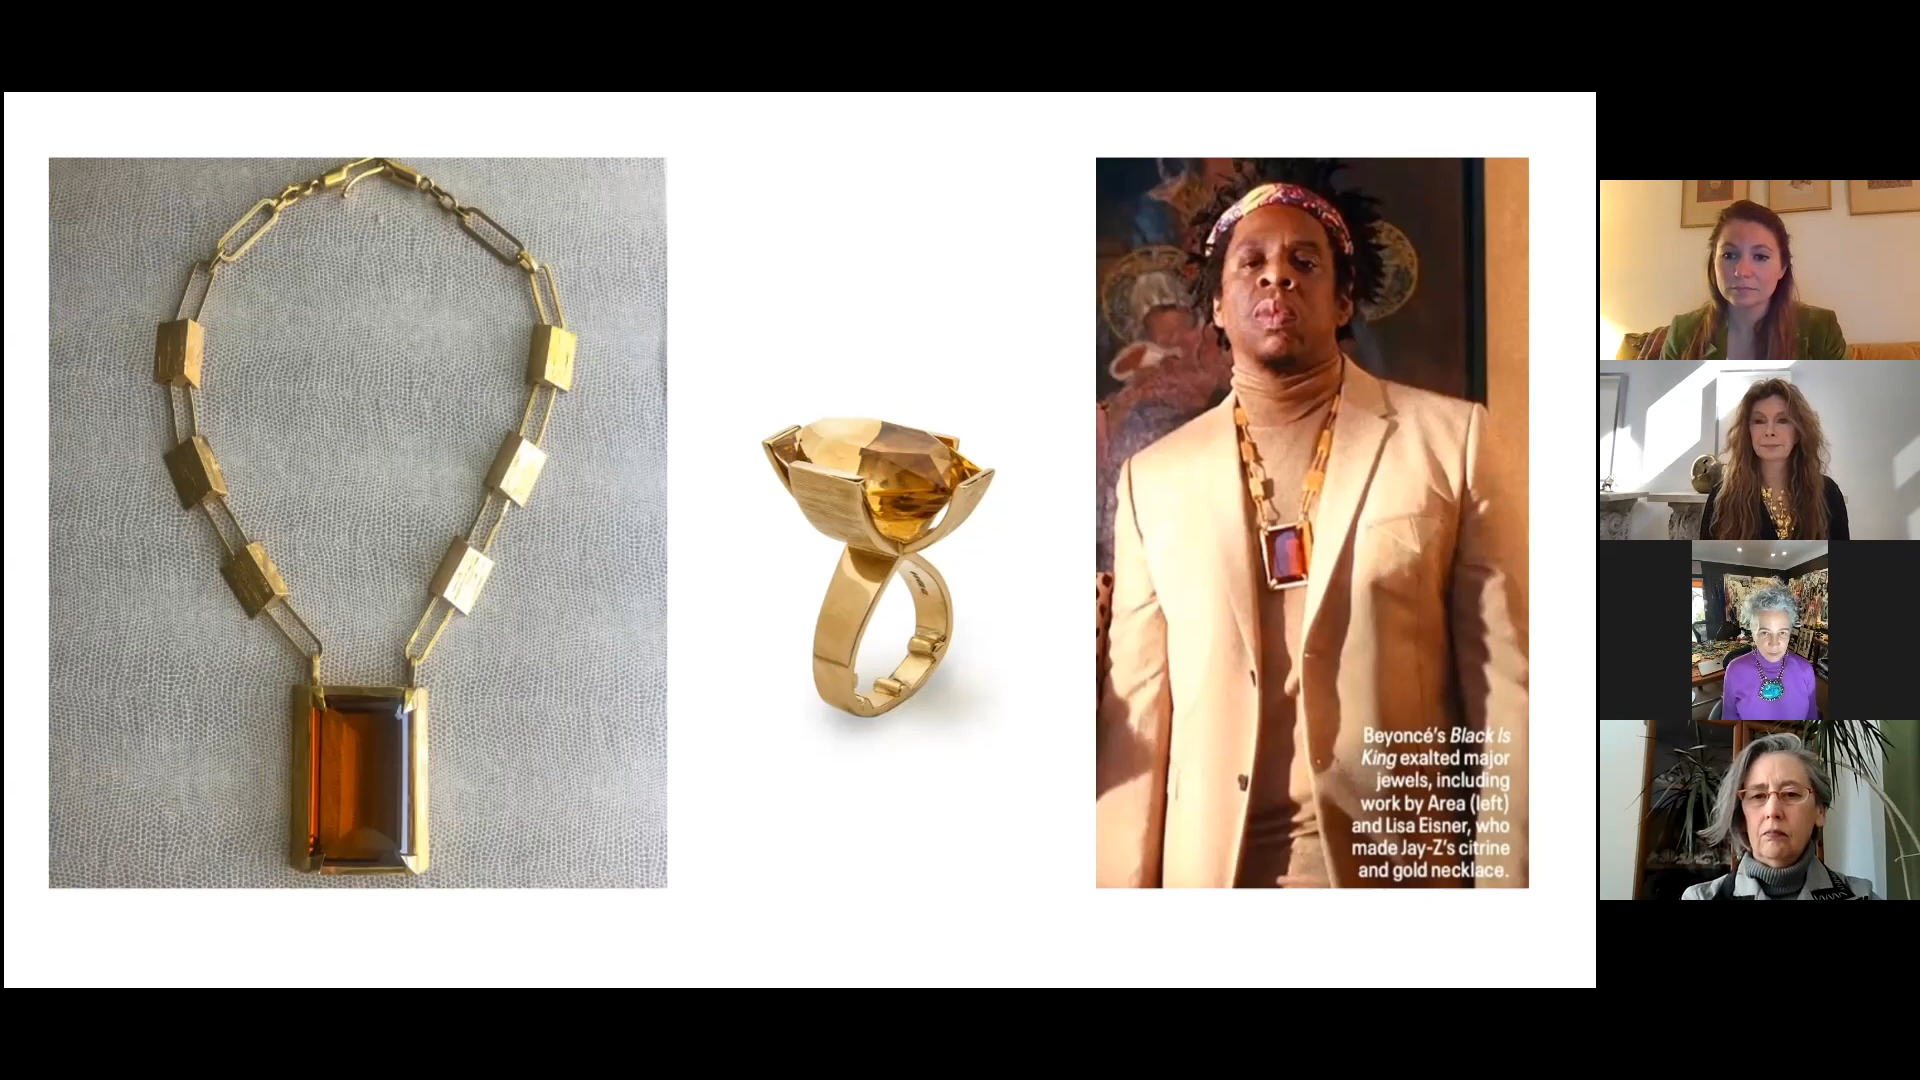 Beyoncé's Black Is
King exalted major
jewels, including
work by Area (left)
and Lisa Eisner, who
made Jay-Z's citrine
and gold necklace.